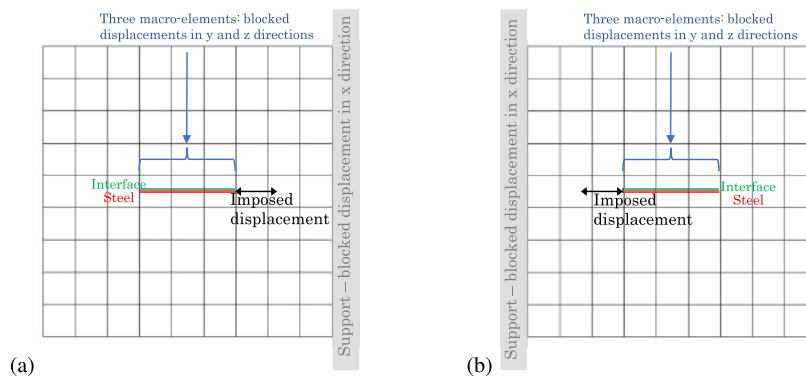 Three macro-elements: blocked
displacements in y and z directions
Interface
Steel
Imposed
displacement
Support – blocked displacement in x direction
(a)
Support – blocked displacement in x direction
Three macro-elements: blocked
displacements in y and z directions
Interface
Steel
Imposed
displacement
(b)